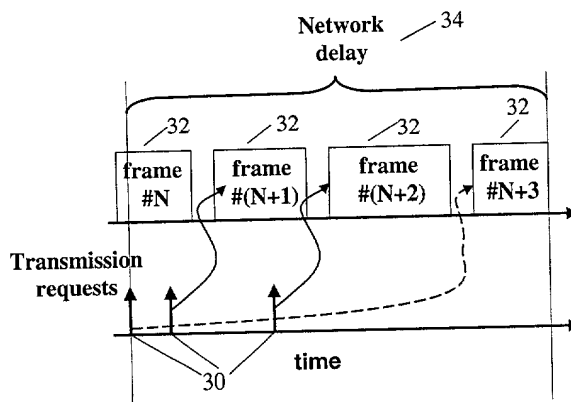 Network
delay
34
32 32 32 32
frame
#N
frame
#(N+1)
frame
#(N+2)
frame
#N+3
Transmission
requests
30
time